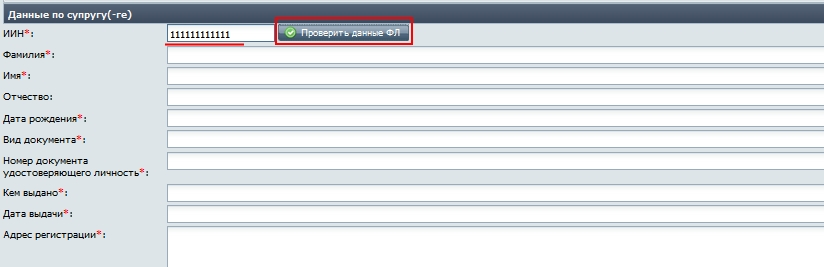 Данные по супругу(-ге)
ИИН*: 111111111111 Проверить данные ФЛ
Фамилия*:
Имя*:
Отчество:
Дата рождения*:
Вид документа*:
Номер документа
удостоверяющего личность*:
Кем выдано*:
Дата выдачи*:
Адрес регистрации*: